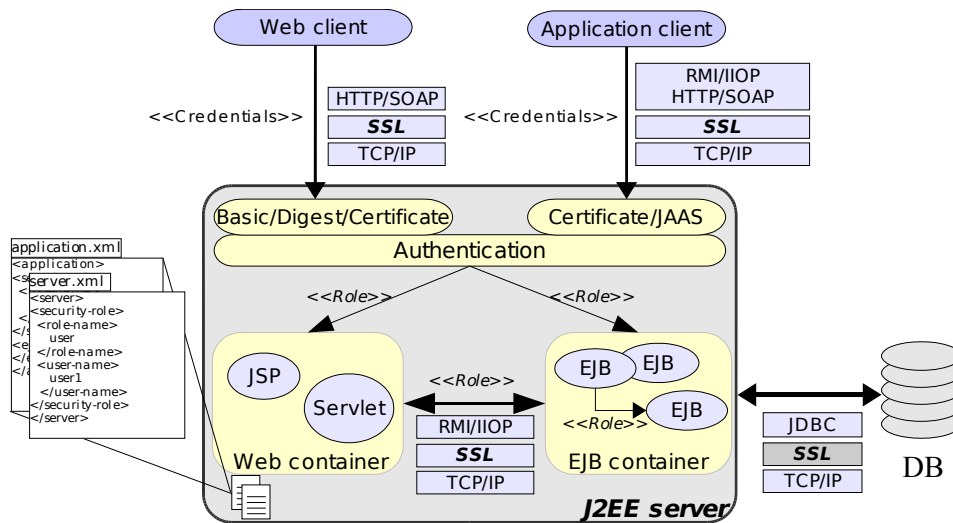 Web client
Application client
<<Credentials>>
HTTP/SOAP
SSL
TCP/IP
<<Credentials>>
RMI/IIOP
HTTP/SOAP
SSL
TCP/IP
Basic/Digest/Certificate
Certificate/JAAS
Authentication
application.xml
<application>
server.xml
<server>
<security-role>
<role-name>
user
</role-name>
<user-name>
user1
</user-name>
</security-role>
</server>
<<Role>>
<<Role>>
JSP
Servlet
Web container
<<Role>>
RMI/IIOP
SSL
TCP/IP
EJB
EJB
<<Role>>
EJB
EJB container
J2EE server
JDBC
SSL
TCP/IP
DB